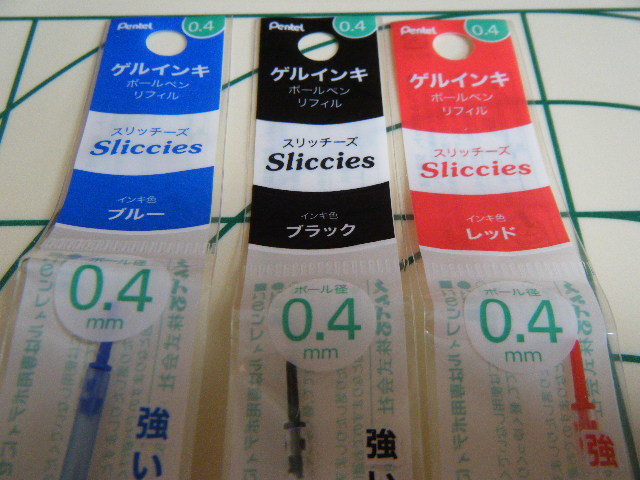 Pentel
0.4
ゲルインキ
ボールペン
リフィル
スリッチーズ
Sliccies
インキ色
ブルー
0.4
mm
強い
Pentel
0.4
ゲルインキ
ボールペン
リフィル
スリッチーズ
Sliccies
インキ色
ブラック
ボール径
0.4
mm
強い
Pentel
0.4
ゲルインキ
ボールペン
リフィル
スリッチーズ
Sliccies
インキ色
レッド
ボール径
0.4
mm
強